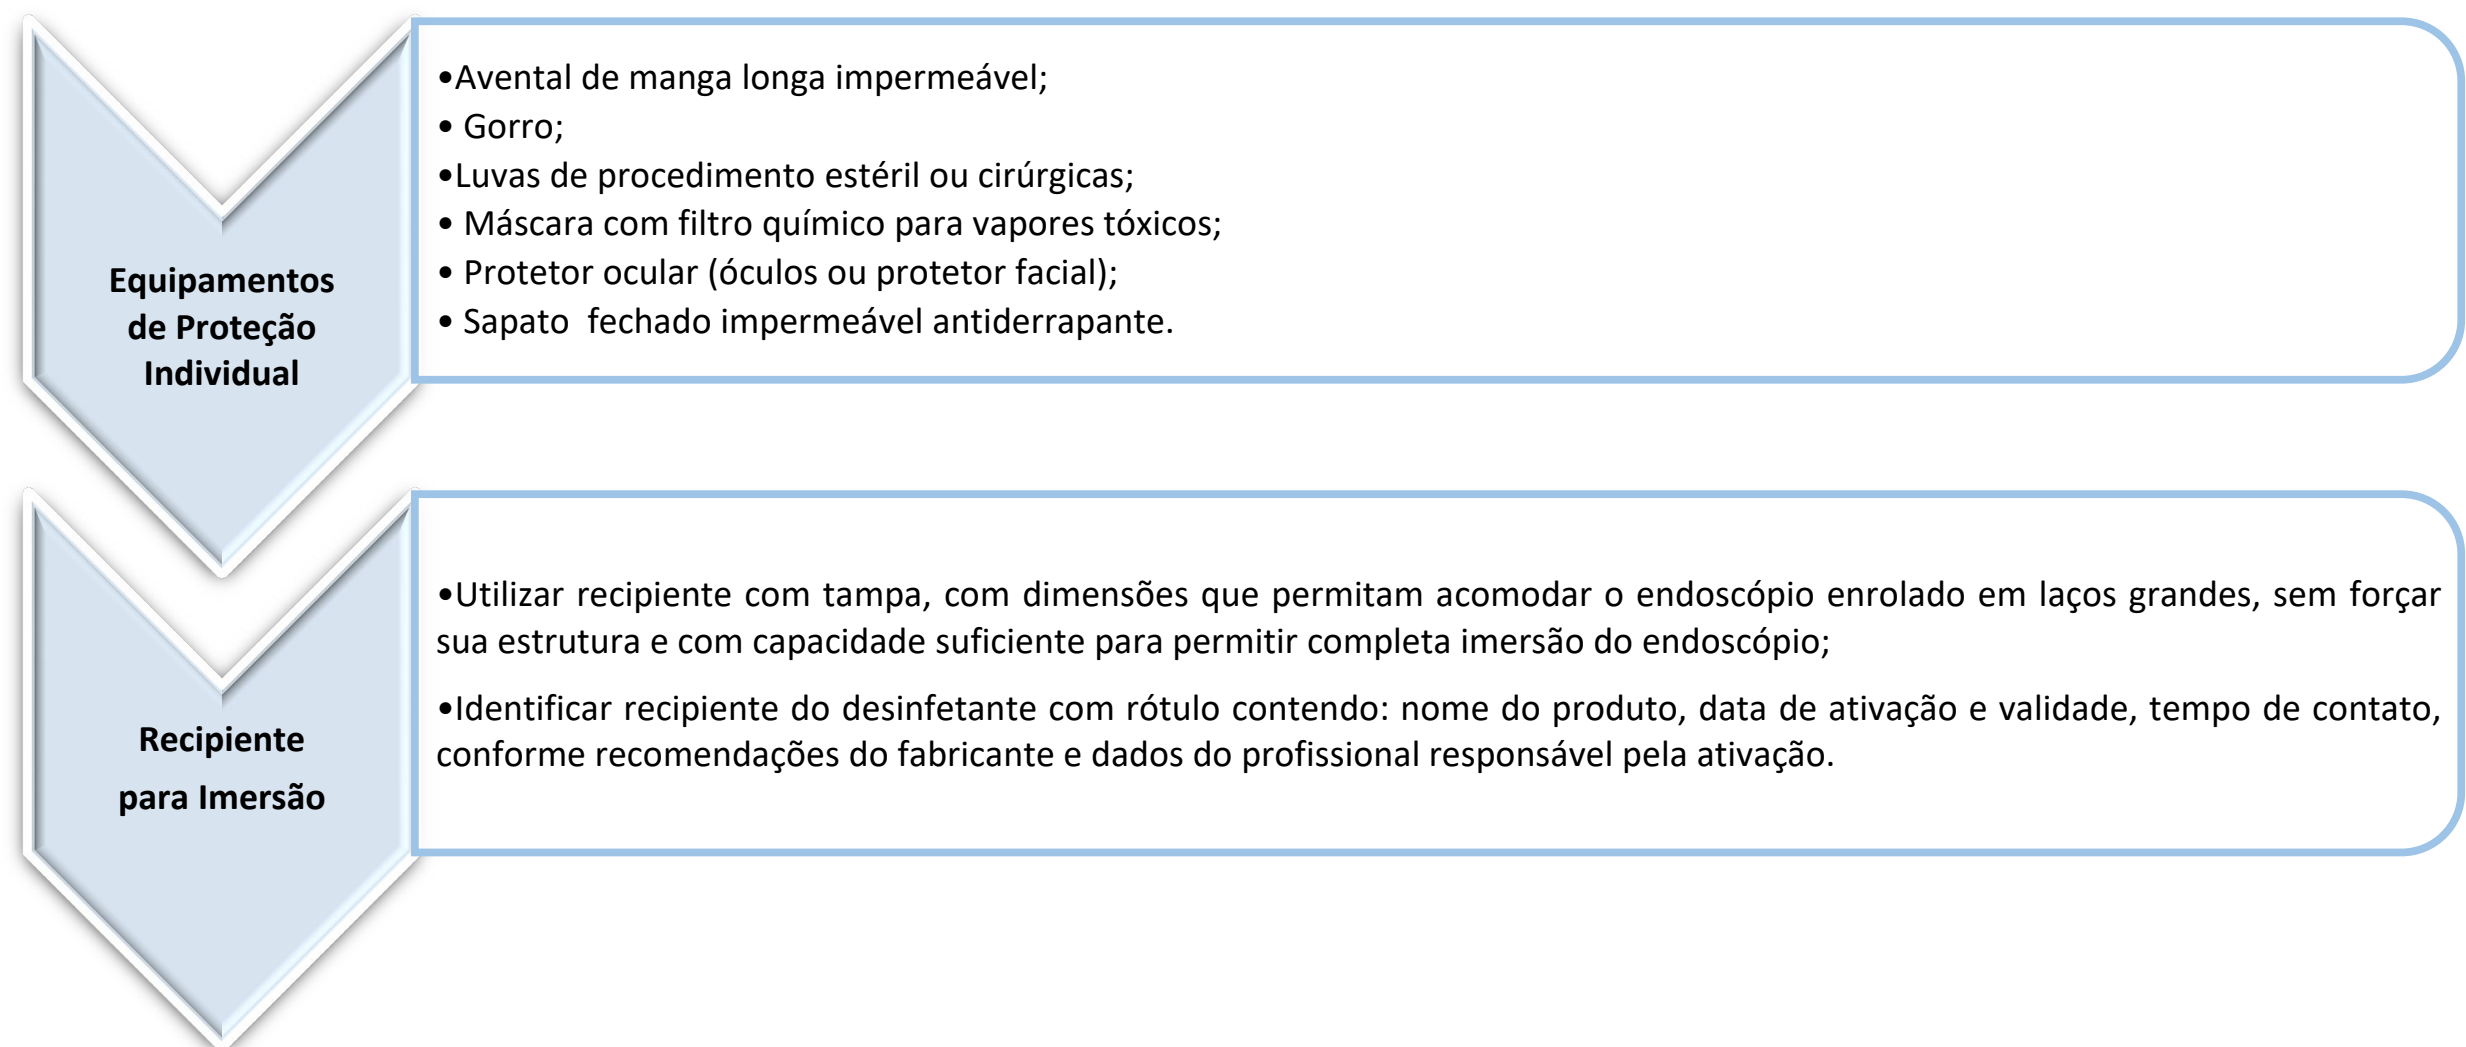 Equipamentos
de Proteção
Individual
•Avental de manga longa impermeável;
• Gorro;
•Luvas de procedimento estéril ou cirúrgicas;
• Máscara com filtro químico para vapores tóxicos;
• Protetor ocular (óculos ou protetor facial);
• Sapato  fechado impermeável antiderrapante.
Recipiente
para Imersão
•Utilizar recipiente com tampa, com dimensões que permitam acomodar o endoscópio enrolado em laços grandes, sem forçar
sua estrutura e com capacidade suficiente para permitir completa imersão do endoscópio;
•Identificar recipiente do desinfetante com rótulo contendo: nome do produto, data de ativação e validade, tempo de contato,
conforme recomendações do fabricante e dados do profissional responsável pela ativação.